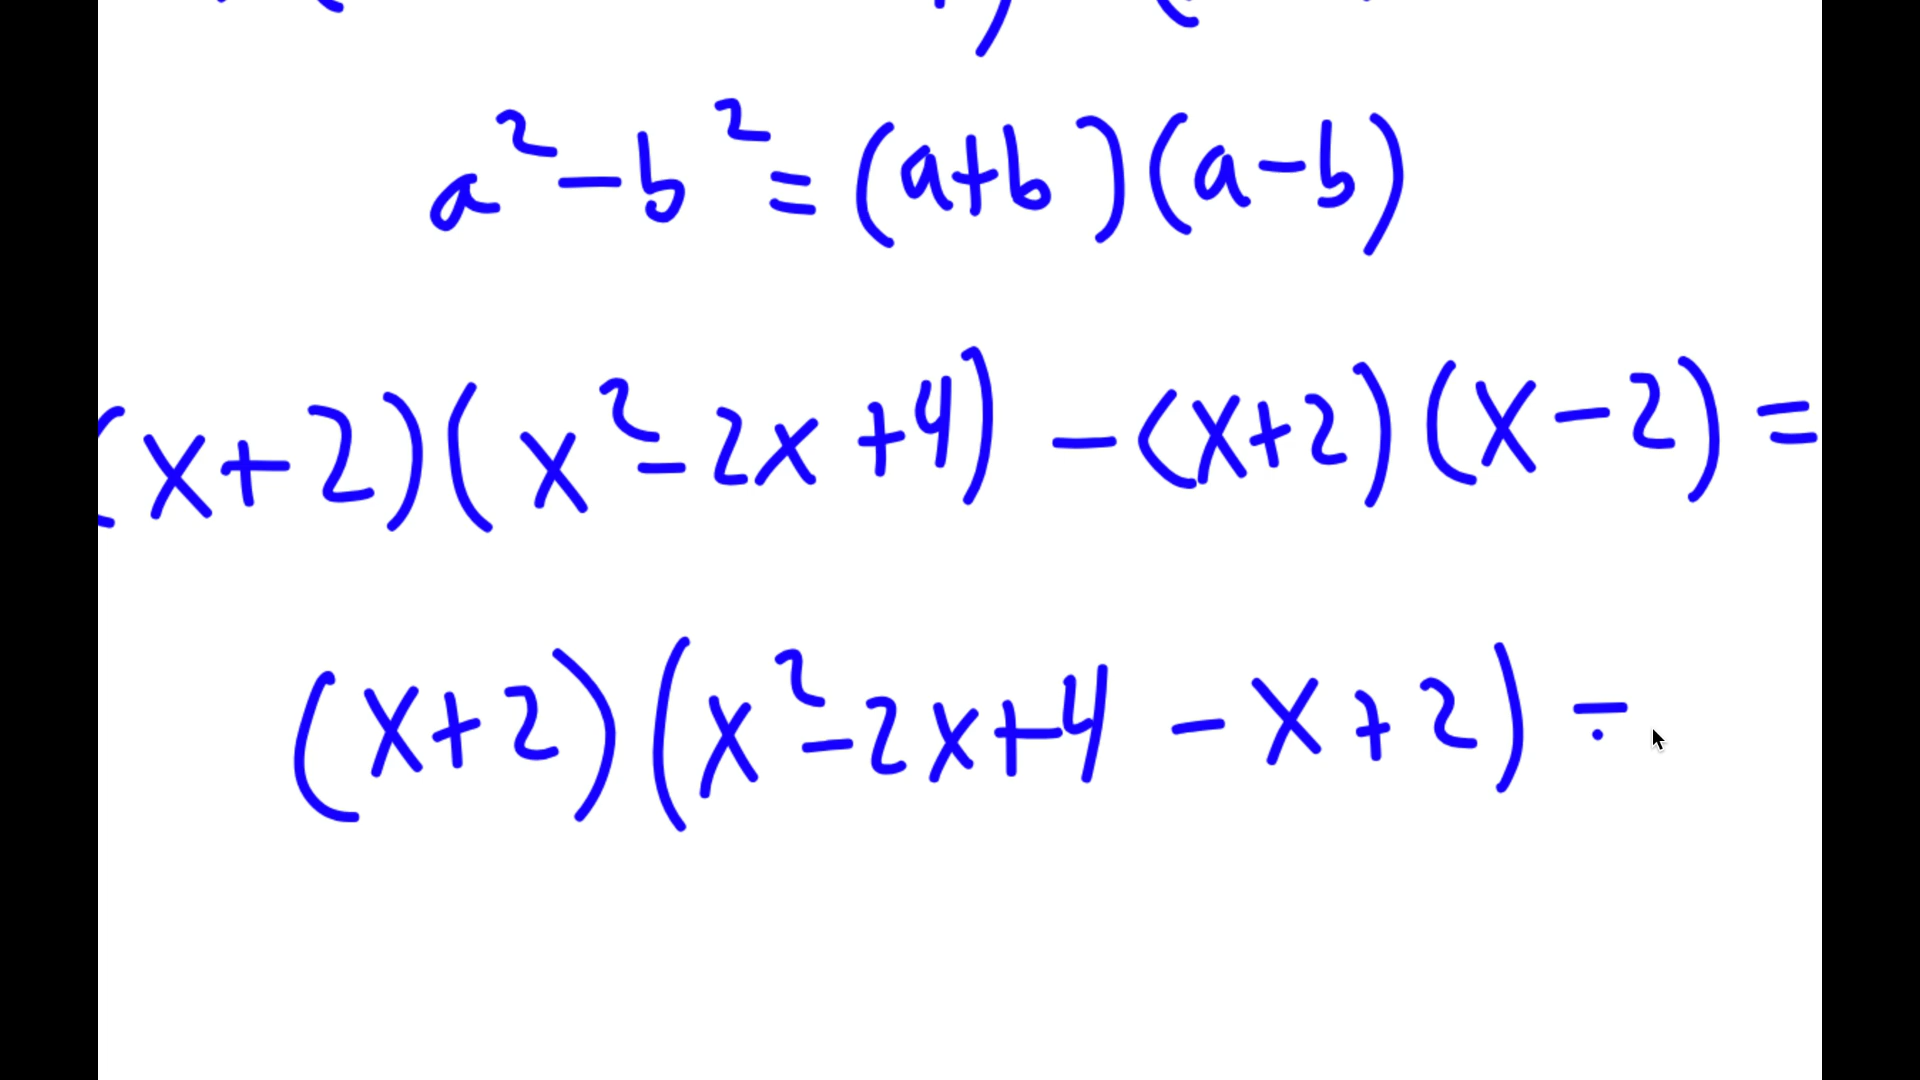 a²-b²=(a+b)(a-b)
(x+2)(x²-2x+4)-(x+2)(x-2)=
(x+2)(x²-2x+4-x+2)=